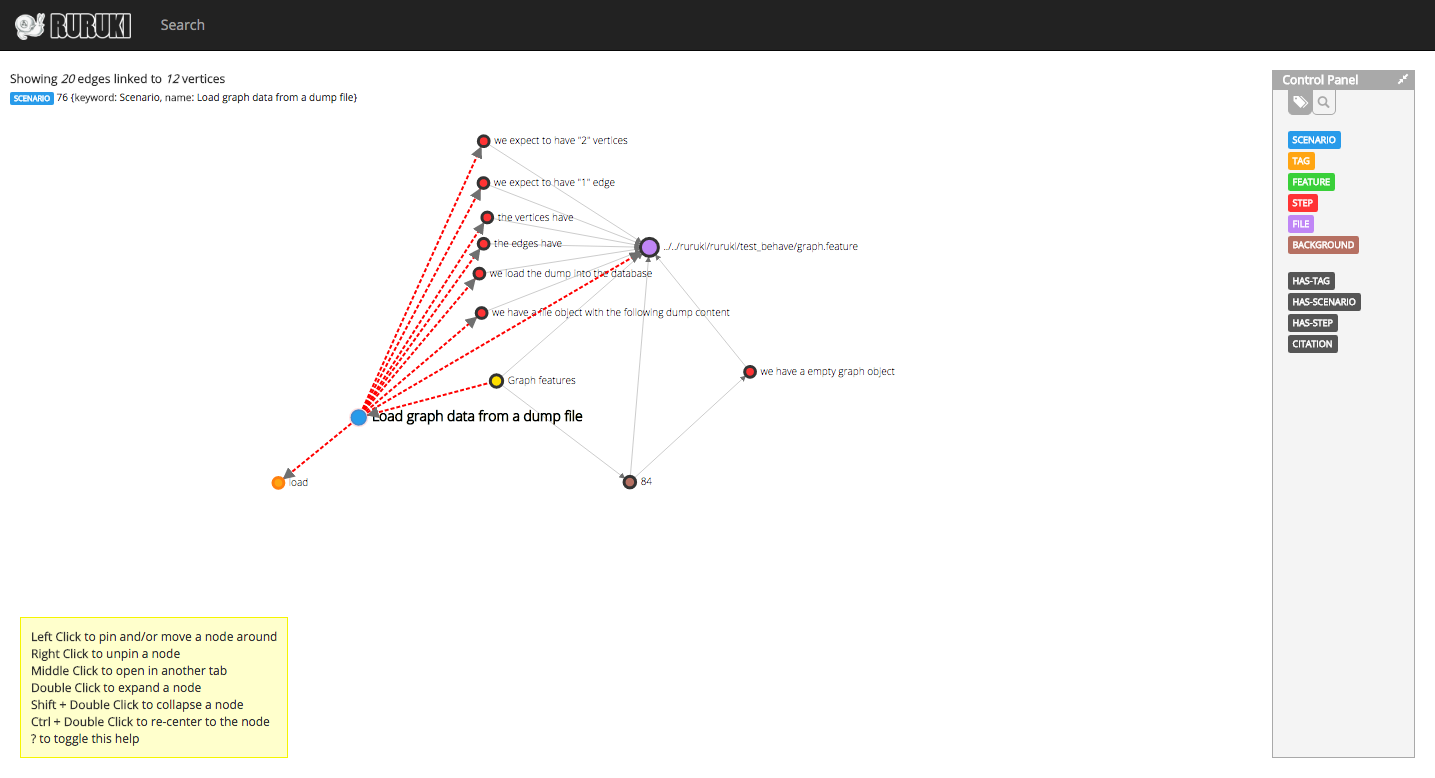 RURUKI Search
Showing 20 edges linked to 12 vertices
SCENARIO 76 {keyword: Scenario, name: Load graph data from a dump file}
we expect to have "2" vertices
we expect to have "1" edge
the vertices have
the edges have
../../ruruki/ruruki/test_behave/graph.feature
we load the dump into the database
we have a file object with the following dump content
we have a empty graph object
Graph features
Load graph data from a dump file
load
84
Control Panel
SCENARIO
TAG
FEATURE
STEP
FILE
BACKGROUND
HAS-TAG
HAS-SCENARIO
HAS-STEP
CITATION
Left Click to pin and/or move a node around
Right Click to unpin a node
Middle Click to open in another tab
Double Click to expand a node
Shift + Double Click to collapse a node
Ctrl + Double Click to re-center to the node
? to toggle this help